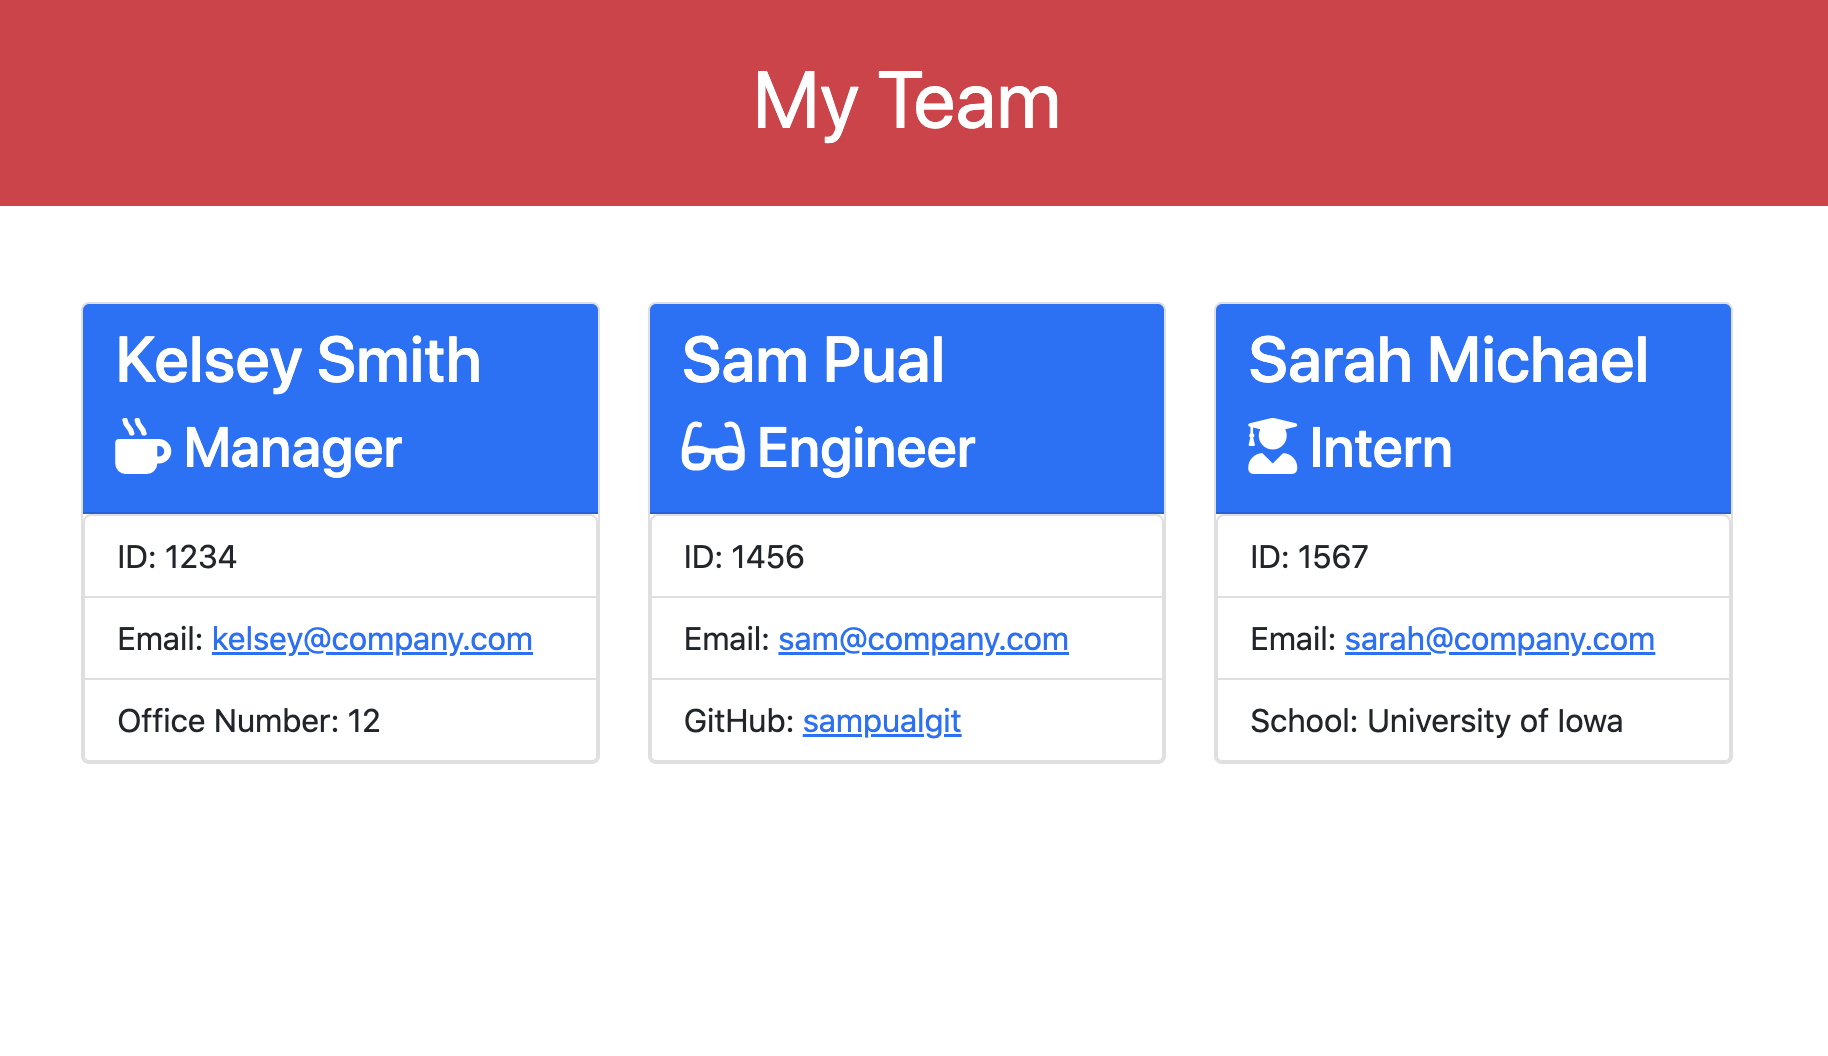 My Team
Kelsey Smith
Manager
ID: 1234
Email: kelsey@company.com
Office Number: 12
Sam Pual
Engineer
ID: 1456
Email: sam@company.com
GitHub: sampualgit
Sarah Michael
Intern
ID: 1567
Email: sarah@company.com
School: University of Iowa